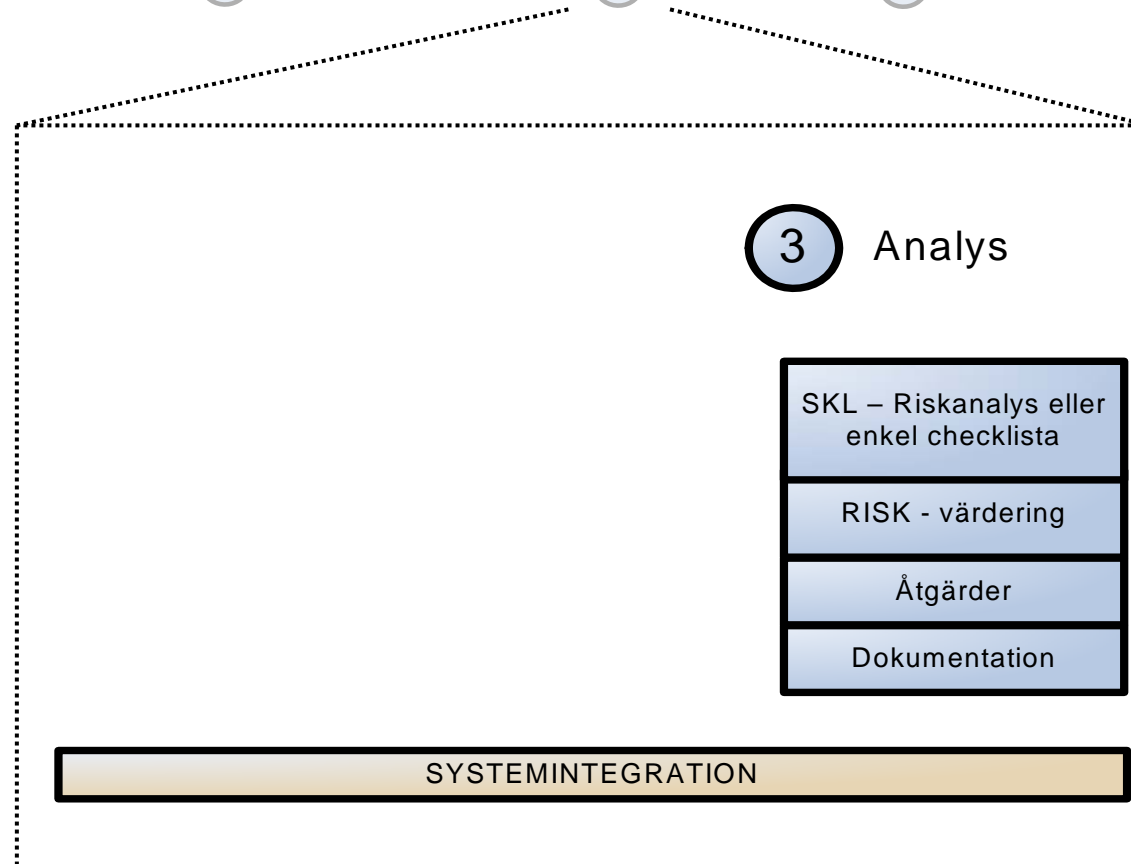 3 Analys
SKL – Riskanalys eller
enkel checklista
RISK - värdering
Åtgärder
Dokumentation
SYSTEMINTEGRATION